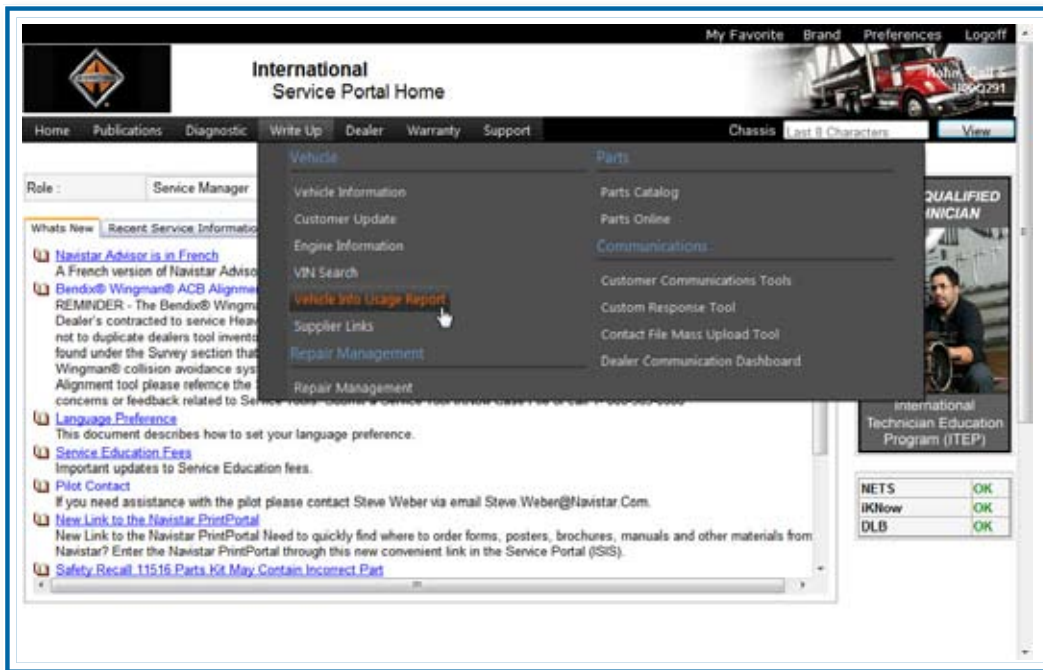 My Favorite Brand Preferences Logoff
International
Service Portal Home
Home Publications Diagnostic Write Up Dealer Warranty Support Chassis Last 8 Characters View
Vehicle
Vehicle Information
Customer Update
Engine Information
VIN Search
Vehicle Info Usage Report
Supplier Links
Repair Management
Repair Management
Parts
Parts Catalog
Parts Online
Communications
Customer Communications Tools
Custom Response Tool
Contact File Mass Upload Tool
Dealer Communication Dashboard
Role : Service Manager
Whats New Recent Service Informatio
Navistar Advisor is in French
A French version of Navistar Adviso
Bendix® Wingman® ACB Alignme
REMINDER - The Bendix® Wingma
Dealer's contracted to service Heav
not to duplicate dealers tool invento
found under the Survey section that
Wingman® collision avoidance sys
Alignment tool please refernce the
concerns or feedback related to Se
Language Preference
This document describes how to set your language preference.
Service Education Fees
Important updates to Service Education fees.
Pilot Contact
If you need assistance with the pilot please contact Steve Weber via email Steve.Weber@Navistar.Com.
New Link to the Navistar PrintPortal
New Link to the Navistar PrintPortal Need to quickly find where to order forms, posters, brochures, manuals and other materials from
Navistar? Enter the Navistar PrintPortal through this new convenient link in the Service Portal (ISIS).
Safety Recall 11516 Parts Kit May Contain Incorrect Part
QUALIFIED
International
Technician Education
Program (ITEP)
NETS OK
iKNow OK
DLB OK